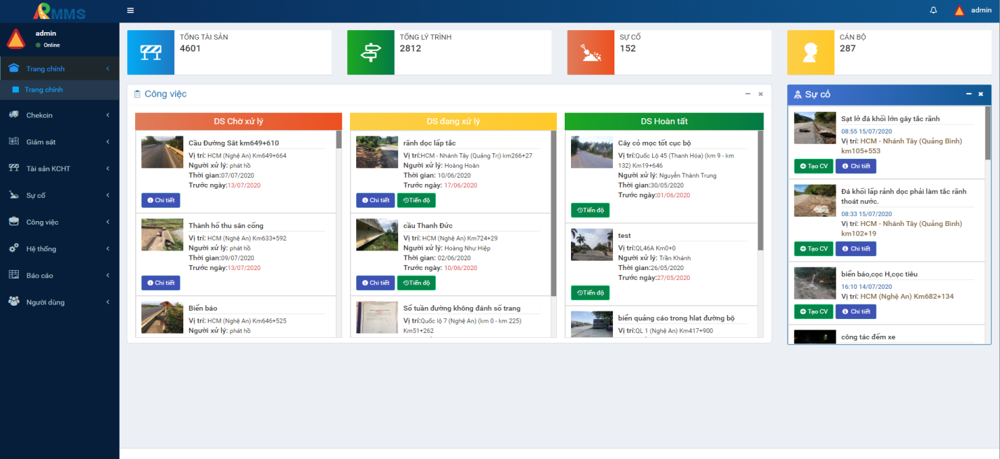 RMMS
admin
admin
Online
Trang chính
Trang chính
Chekcin
Giám sát
Tài sản KCHT
Sự cố
Công việc
Hệ thống
Báo cáo
Người dùng
TỔNG TÀI SẢN
4601
TỔNG LÝ TRÌNH
2812
SỰ CỐ
152
CÁN BỘ
287
Công việc
DS Chờ xử lý
Cầu Đường Săt km649+610
Vị trí: HCM (Nghệ An) Km649+664
Người xử lý: phát hồ
Thời gian:07/07/2020
Trước ngày:13/07/2020
Chi tiết
Thành hố thu sân cống
Vị trí: HCM (Nghệ An) Km633+592
Người xử lý: phát hồ
Thời gian:09/07/2020
Trước ngày:13/07/2020
Chi tiết
Biển báo
Vị trí: HCM (Nghệ An) Km646+525
Người xử lý: phát hồ
DS đang xử lý
rãnh dọc lấp tắc
Vị trí:HCM - Nhánh Tây (Quảng Trị) km266+27
Người xử lý: Hoàng Hoàn
Thời gian: 10/06/2020
Trước ngày: 17/06/2020
Chi tiết
Tiến độ
cầu Thanh Đức
Vị trí: HCM (Nghệ An) Km724+29
Người xử lý: Hoàng Như Hiệp
Thời gian: 02/06/2020
Trước ngày: 10/06/2020
Chi tiết
Tiến độ
Sổ tuần đường không đánh số trang
Vị trí:Quốc lộ 7 (Nghệ An) (km 0 - km 225)
Km51+262
DS Hoàn tất
Cây cỏ mọc tốt cục bộ
Vị trí:Quốc Lộ 45 (Thanh Hóa) (km 9 - km
132) Km19+646
Người xử lý: Nguyễn Thành Trung
Thời gian:30/05/2020
Trước ngày:01/06/2020
Tiến độ
test
Vị trí:QL46A Km0+0
Người xử lý: Trần Khánh
Thời gian:26/05/2020
Trước ngày:27/05/2020
Tiến độ
biển quảng cáo trong hlat đường bộ
Vị trí:QL 1 (Nghệ An) Km417+900
Sự cố
Sạt lở đá khối lớn gây tắc rãnh
08:55 15/07/2020
Vị trí: HCM - Nhánh Tây (Quảng Bình)
km105+553
Tạo CV
Chi tiết
Đá khối lấp rảnh dọc phải làm tắc rãnh
thoát nước.
08:33 15/07/2020
Vị trí: HCM - Nhánh Tây (Quảng Bình)
km102+19
Tạo CV
Chi tiết
biển báo,cọc H,cọc tiêu
16:10 14/07/2020
Vị trí: HCM (Nghệ An) Km682+134
Tạo CV
Chi tiết
công tác đếm xe